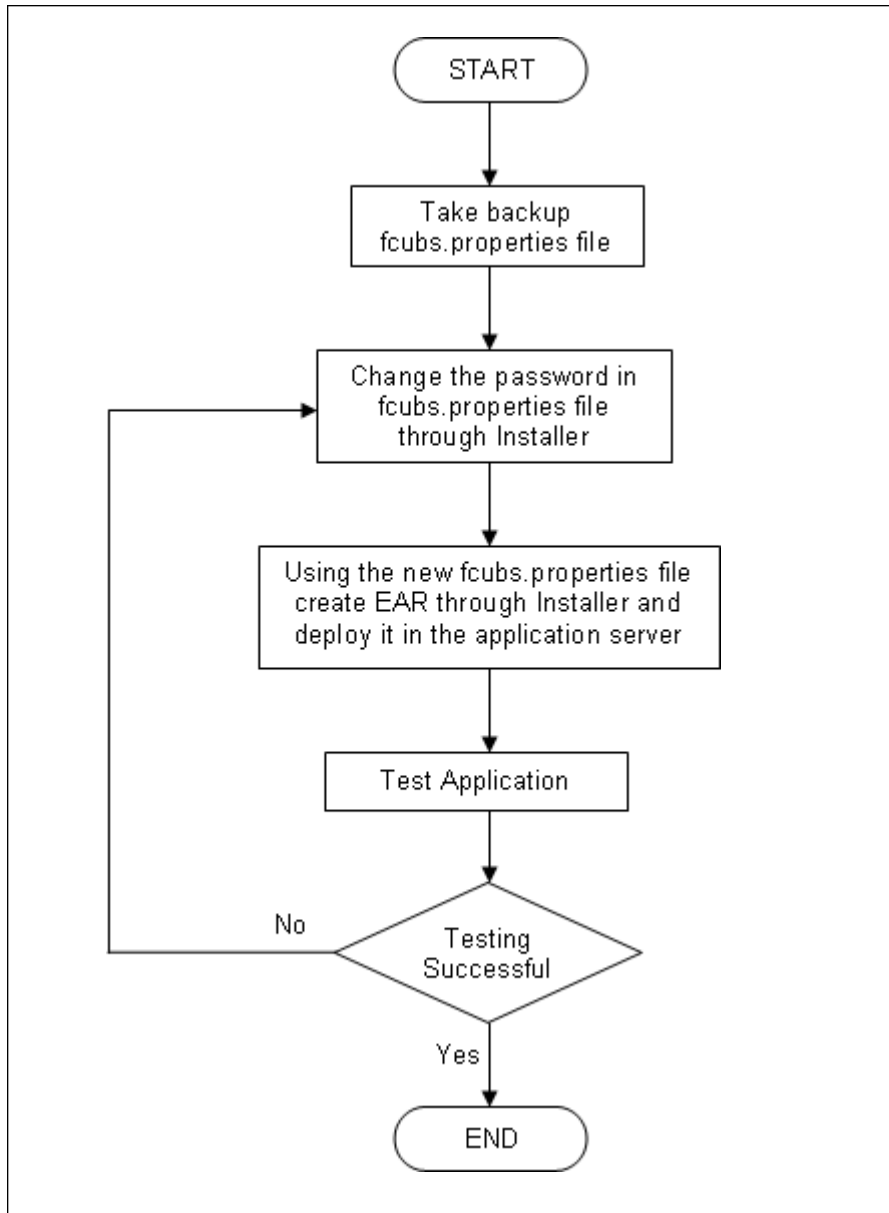 START
Take backup
fcubs.properties file
Change the password in
fcubs.properties file
through Installer
Using the new fcubs.properties file
create EAR through Installer and
deploy it in the application server
Test Application
No
Testing
Successful
Yes
END